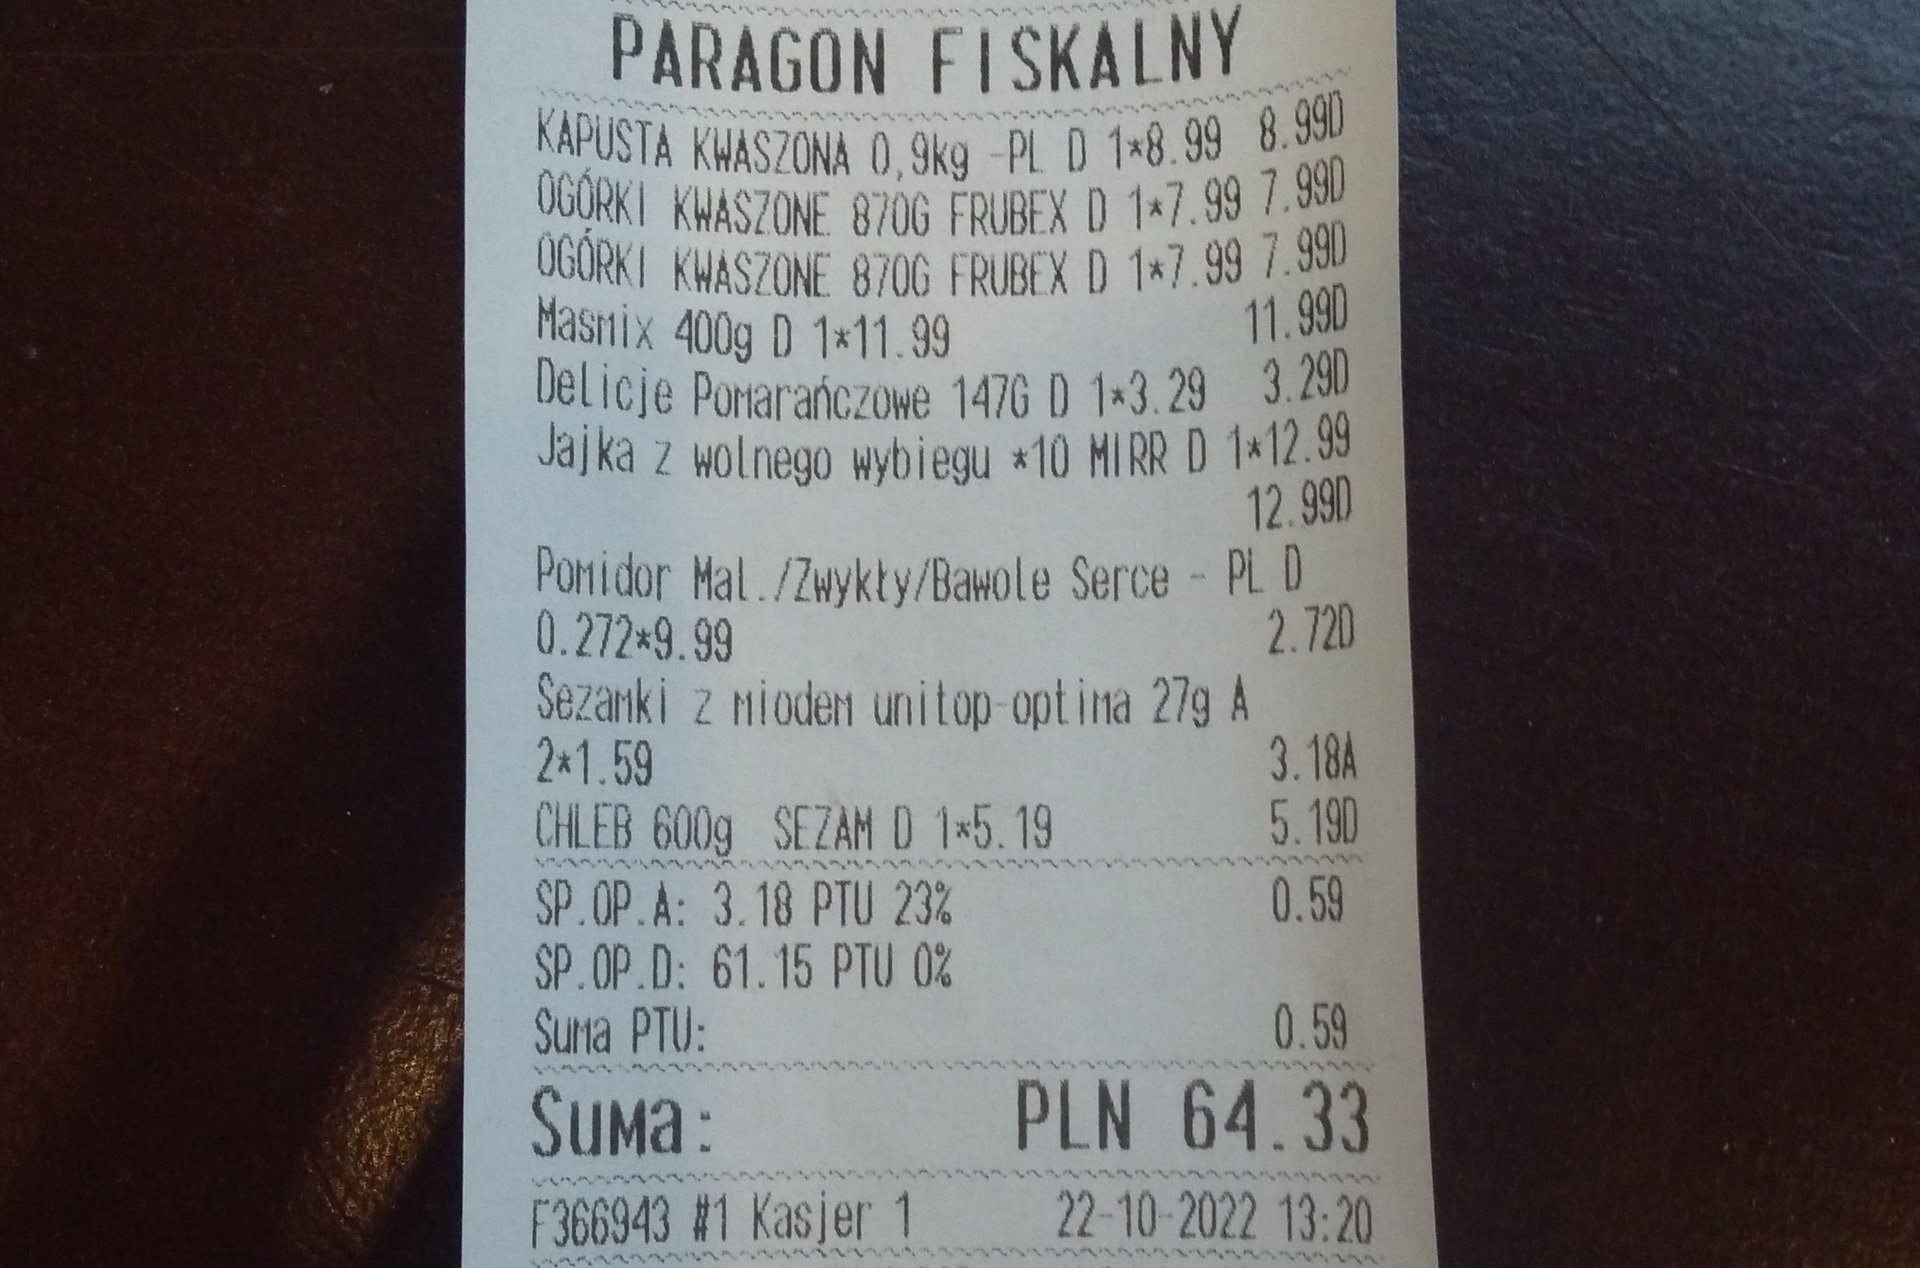 PARAGON FISKALNY
KAPUSTA KWASZONA 0,9kg -PL D 1*8.99 8.99D
OGÓRKI KWASZONE 870G FRUBEX D 1*7.99 7.99D
OGÓRKI KWASZONE 870G FRUBEX D 1*7.99 7.99D
Masmix 400g D 1*11.99 11.99D
Delicje Pomarańczowe 147G D 1*3.29 3.29D
Jajka z wolnego wybiegu *10 MIRR D 1*12.99
12.99D
Pomidor Mal./Zwykły/Bawole Serce - PL D
0.272*9.99 2.72D
Sezamki z miodem unitop-optima 27g A
2*1.59 3.18A
CHLEB 600g SEZAM D 1*5.19 5.19D
SP.OP.A: 3.18 PTU 23% 0.59
SP.OP.D: 61.15 PTU 0%
Suma PTU: 0.59
Suma: PLN 64.33
F366943 #1 Kasjer 1 22-10-2022 13:20